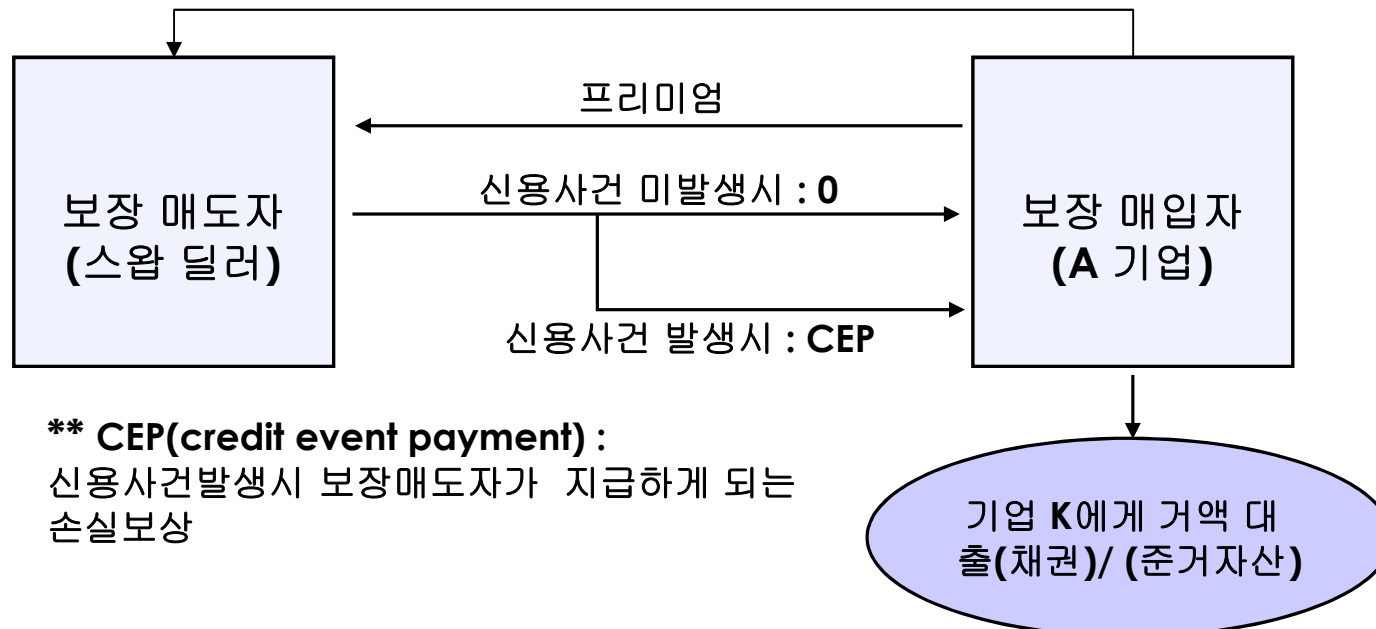 프리미엄
신용사건 미발생시 : 0
보장 매도자
(스왑 딜러)
보장 매입자
(A 기업)
신용사건 발생시 : CEP
** CEP(credit event payment) :
신용사건발생시 보장매도자가 지급하게 되는
손실보상
기업 K에게 거액 대
출(채권)/ (준거자산)